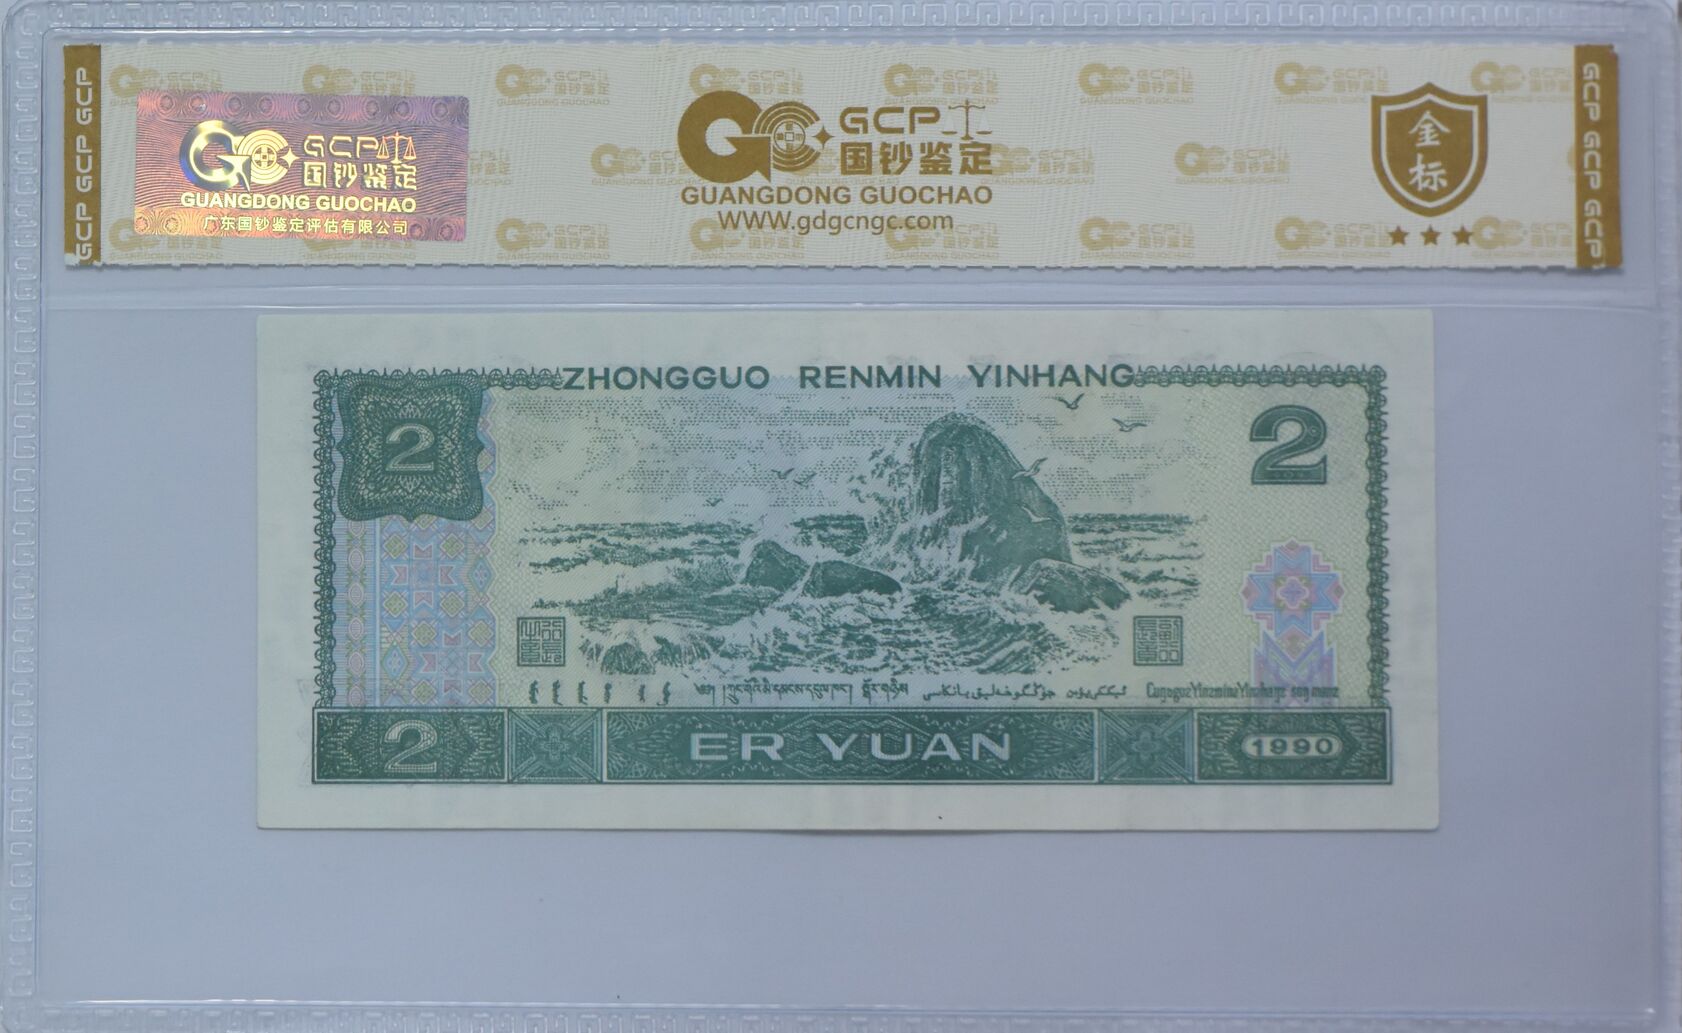 GCP GCP GCP
GCP
国钞鉴定
GUANGDONG GUOCHAO
广东国钞鉴定评估有限公司
GCP
国钞鉴定
GUANGDONG GUOCHAO
WWW.gdgcngc.com
金标
GCP GCP GCP
ZHONGGUO RENMIN YINHANG
2
2
2
ER YUAN
1990